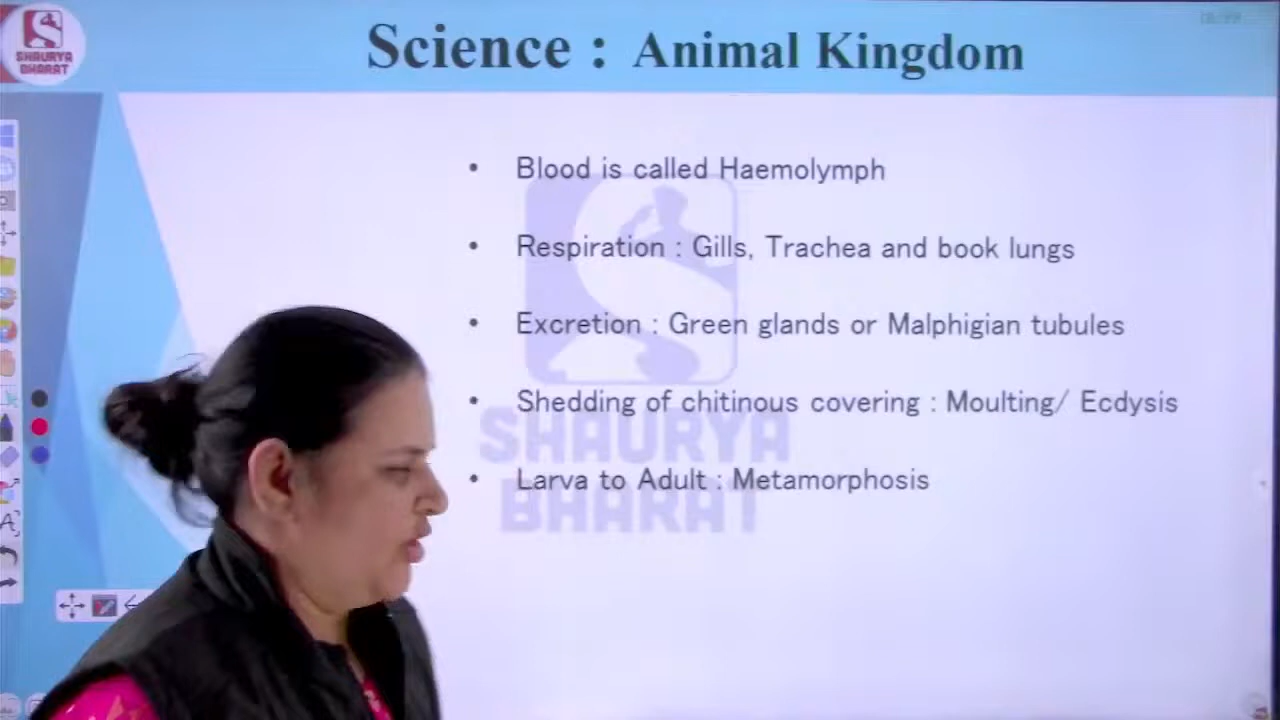 SHAURYA
BHARAT
Science : Animal Kingdom
• Blood is called Haemolymph
• Respiration : Gills, Trachea and book lungs
• Excretion : Green glands or Malphigian tubules
• Shedding of chitinous covering : Moulting/ Ecdysis
• Larva to Adult : Metamorphosis
SHAURYA
BHARAT